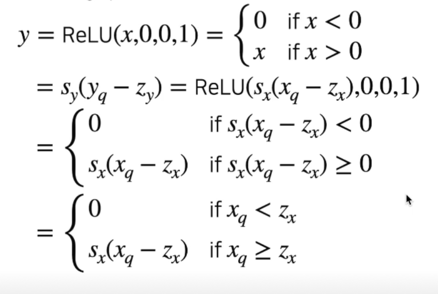 y = ReLU(x,0,0,1) = { 0 if x < 0
x if x > 0
= s_y(y_q − z_y) = ReLU(s_x(x_q − z_x),0,0,1)
= { 0 if s_x(x_q − z_x) < 0
s_x(x_q − z_x) if s_x(x_q − z_x) ≥ 0
= { 0 if x_q < z_x
s_x(x_q − z_x) if x_q ≥ z_x